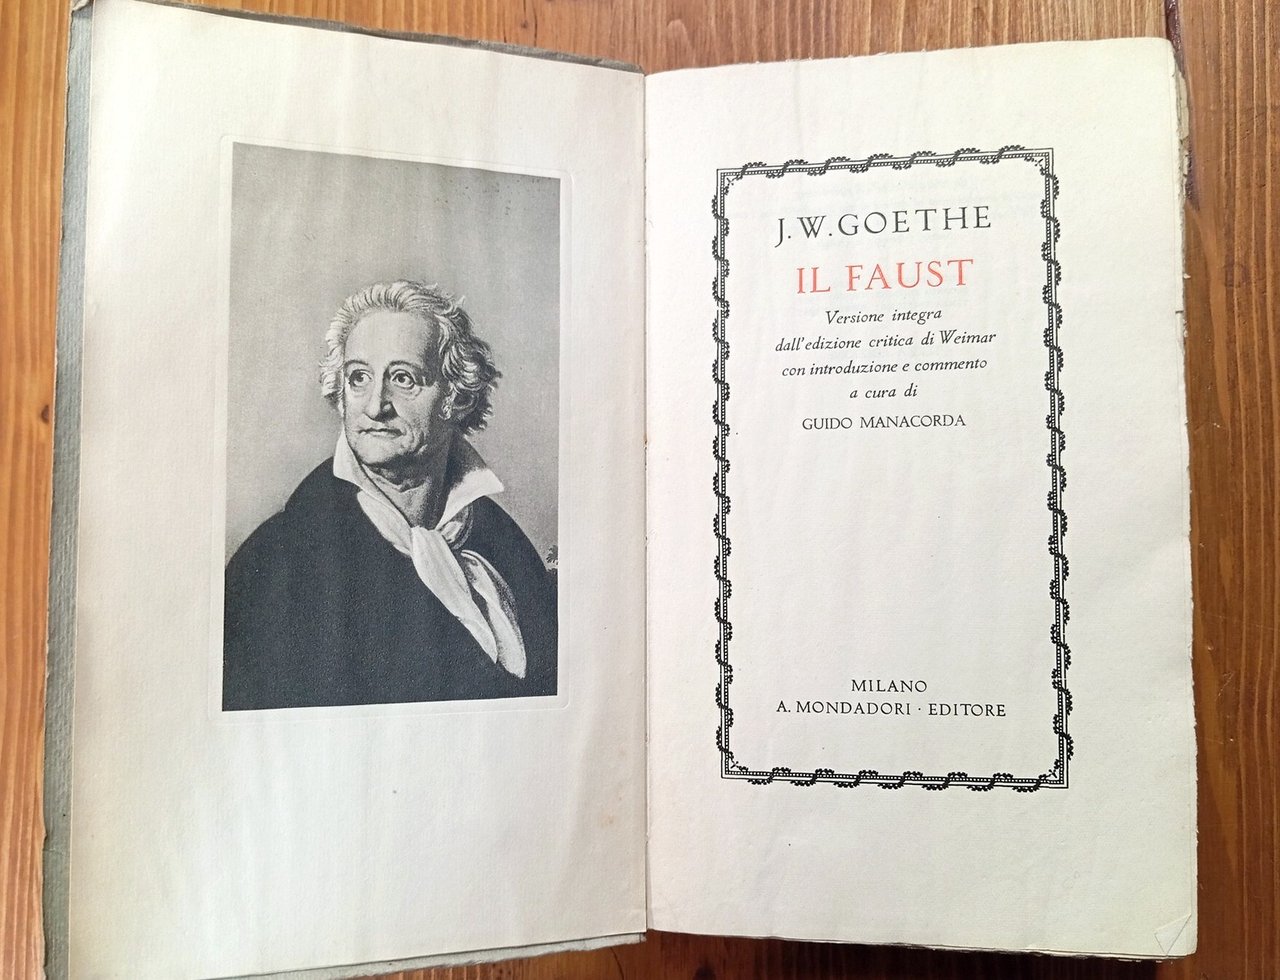 J. W. GOETHE
IL FAUST
Versione integra
dall'edizione critica di Weimar
con introduzione e commento
a cura di
GUIDO MANACORDA
MILANO
A. MONDADORI · EDITORE